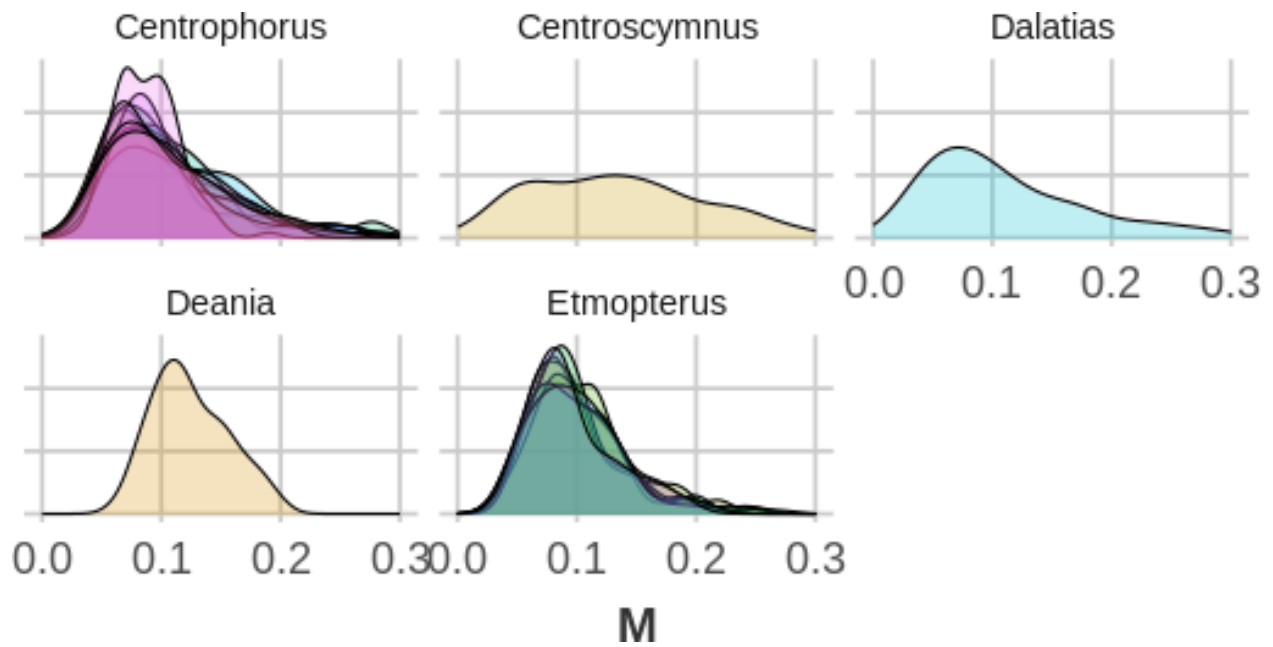 Centrophorus Centroscymnus Dalatias
0.0 0.1 0.2 0.3
Deania Etmopterus
0.0 0.1 0.2 0.3 0.0 0.1 0.2 0.3
M